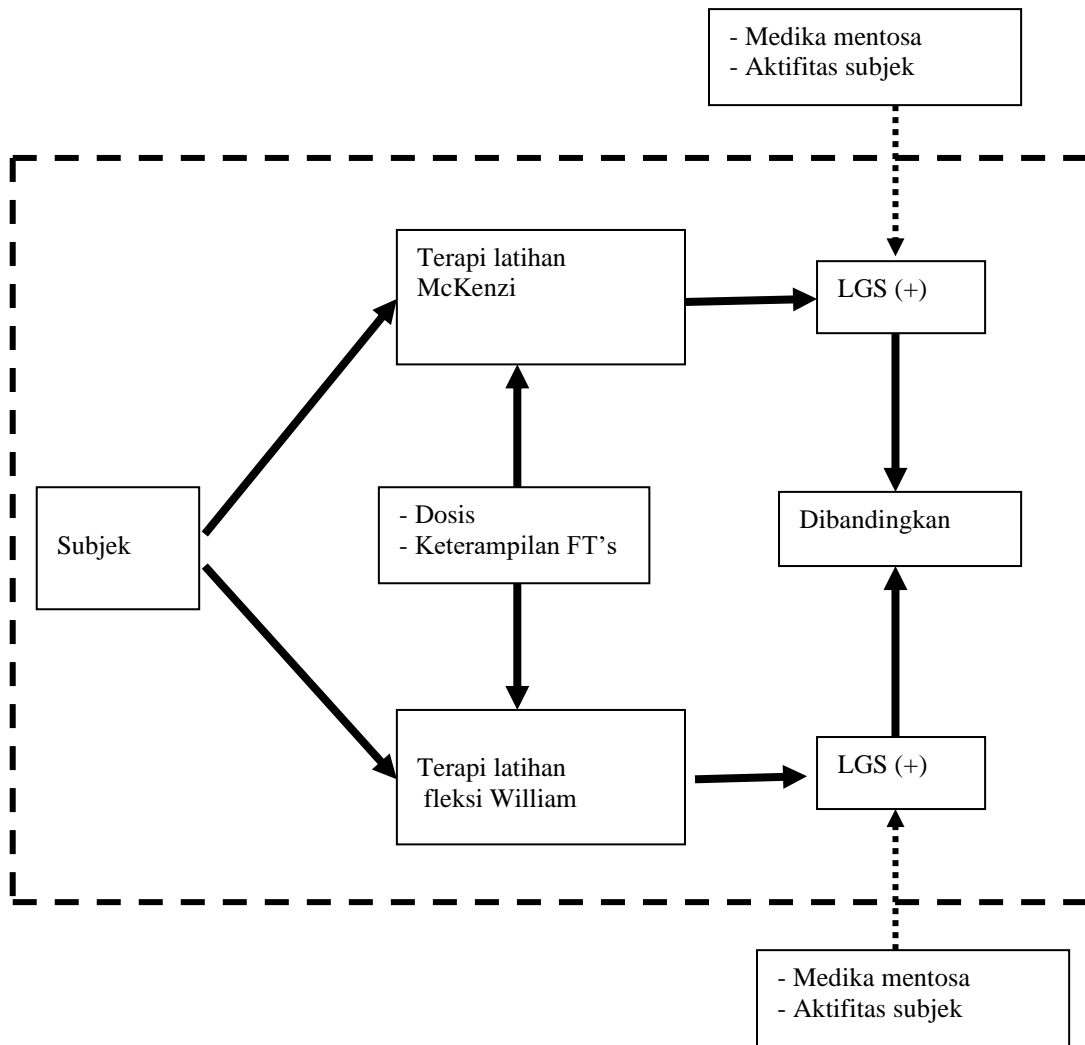 - Medika mentosa
- Aktifitas subjek
Terapi latihan
McKenzi
LGS (+)
Subjek
- Dosis
- Keterampilan FT’s
Dibandingkan
Terapi latihan
fleksi William
LGS (+)
- Medika mentosa
- Aktifitas subjek